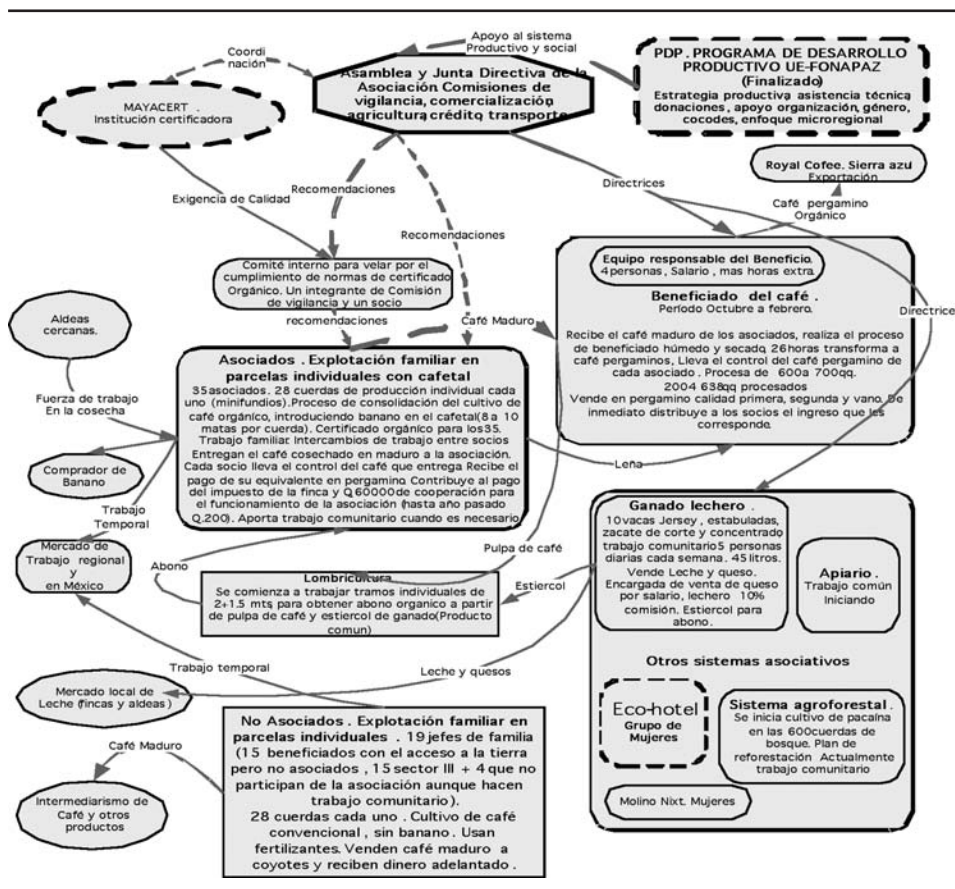 Apoyo al sistema
Productivo y social
Coordi
nación
PDP . PROGRAMA DE DESARROLLO
PRODUCTIVO UE-FONAPAZ
(Finalizado)
Estrategia productiva, asistencia técnica,
donaciones , apoyo organización, género,
cocodes, enfoque microregional
Asamblea y Junta Directiva de la
Asociación. Comisiones de
vigilancia, comercialización,
agricultura, crédito, transporte
MAYACERT .
Institución certificadora
Royal Cofee. Sierra azul
Exportación
Recomendaciones
Directrices
Exigencia de Calidad
Café pergamino
Orgánico
Recomendaciones
Equipo responsable del Beneficio.
4 personas , Salario , mas horas extra.
Comité interno para velar por el
cumplimiento de normas de certificado
Orgánico. Un integrante de Comisión
de vigilancia y un socio
Beneficiado del café .
Período Octubre a febrero.
Directrice
recomendaciones
Café Maduro
Aldeas
cercanas.
Recibe el café maduro de los asociados, realiza el proceso
de beneficiado húmedo y secado, 26 horas transforma a
café pergaminos, Lleva el control del café pergamino de
cada asociado . Procesa de 600 a 700qq.
2004 638qq procesados
Vende en pergamino calidad primera, segunda y vano. De
inmediato distribuye a los socios el ingreso que les
corresponde.
Asociados . Explotación familiar en
parcelas individuales con cafetal
35 asociados. 28 cuerdas de producción individual cada
uno (minifundios).Proceso de consolidación del cultivo de
café orgánico, introduciendo banano en el cafetal(8 a 10
matas por cuerda). Certificado orgánico para los 35.
Trabajo familiar. Intercambios de trabajo entre socios
Entregan el café cosechado en maduro a la asociación.
Cada socio lleva el control del café que entrega. Recibe el
pago de su equivalente en pergamino. Contribuye al pago
del impuesto de la finca y Q.60000 de cooperación para
el funcionamiento de la asociación (hasta año pasado
Q.200). Aporta trabajo comunitario cuando es necesario
Fuerza de trabajo
En la cosecha
Comprador de
Banano
Leña
Trabajo
Temporal
Mercado de
Trabajo regional
y
en México
Ganado lechero .
10 vacas Jersey , estabuladas,
zacate de corte y concentrado,
trabajo comunitario 5 personas
diarias cada semana. 45 litros.
Vende Leche y queso.
Encargada de venta de queso
por salario, lechero 10%
comisión. Estiercol para
abono.
Pulpa de café
Abono
Estiercol
Apiario .
Trabajo común
Iniciando
Lombricultura .
Se comienza a trabajar tramos individuales de
2+1.5 mts, para obtener abono organico a partir
de pulpa de café y estiercol de ganado(Producto
comun)
Otros sistemas asociativos
Trabajo temporal
Leche y quesos
Mercado local de
Leche (fincas y aldeas)
Eco-hotel
Grupo de
Mujeres
Sistema agroforestal .
Se inicia cultivo de pacaína
en las 600 cuerdas de
bosque. Plan de
reforestación. Actualmente
trabajo comunitario
No Asociados . Explotación familiar en
parcelas individuales . 19 jefes de familia
(15 beneficiados con el acceso a la tierra
pero no asociados , 15 sector III + 4 que no
participan de la asociación aunque hacen
trabajo comunitario).
28 cuerdas cada uno . Cultivo de café
convencional , sin banano . Usan
fertilizantes. Venden café maduro a
coyotes y reciben dinero adelantado .
Café Maduro
Intermediarismo de
Café y otros
productos
Molino Nixt. Mujeres